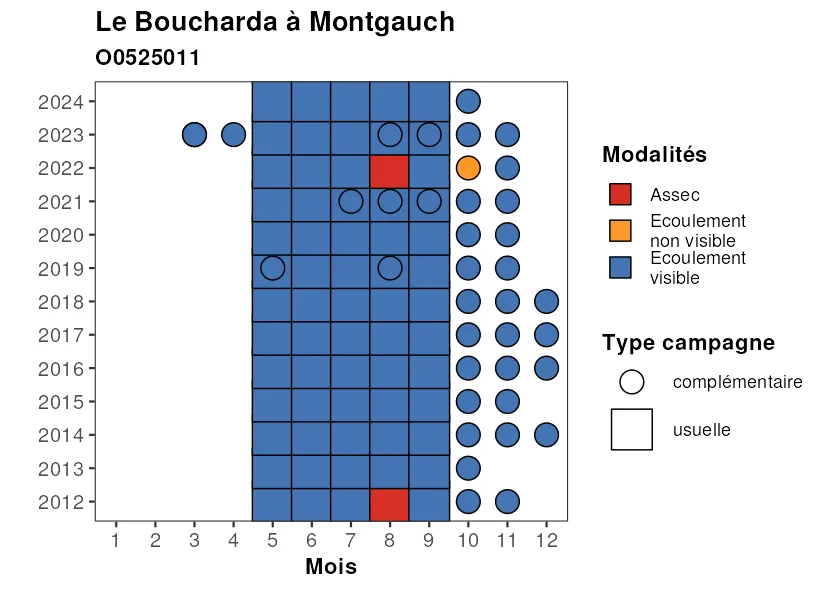 Le Boucharda à Montgauch
O0525011
2024
2023
2022
2021
2020
2019
2018
2017
2016
2015
2014
2013
2012
1 2 3 4 5 6 7 8 9 10 11 12
Mois
Modalités
Assec
Ecoulement
non visible
Ecoulement
visible
Type campagne
complémentaire
usuelle